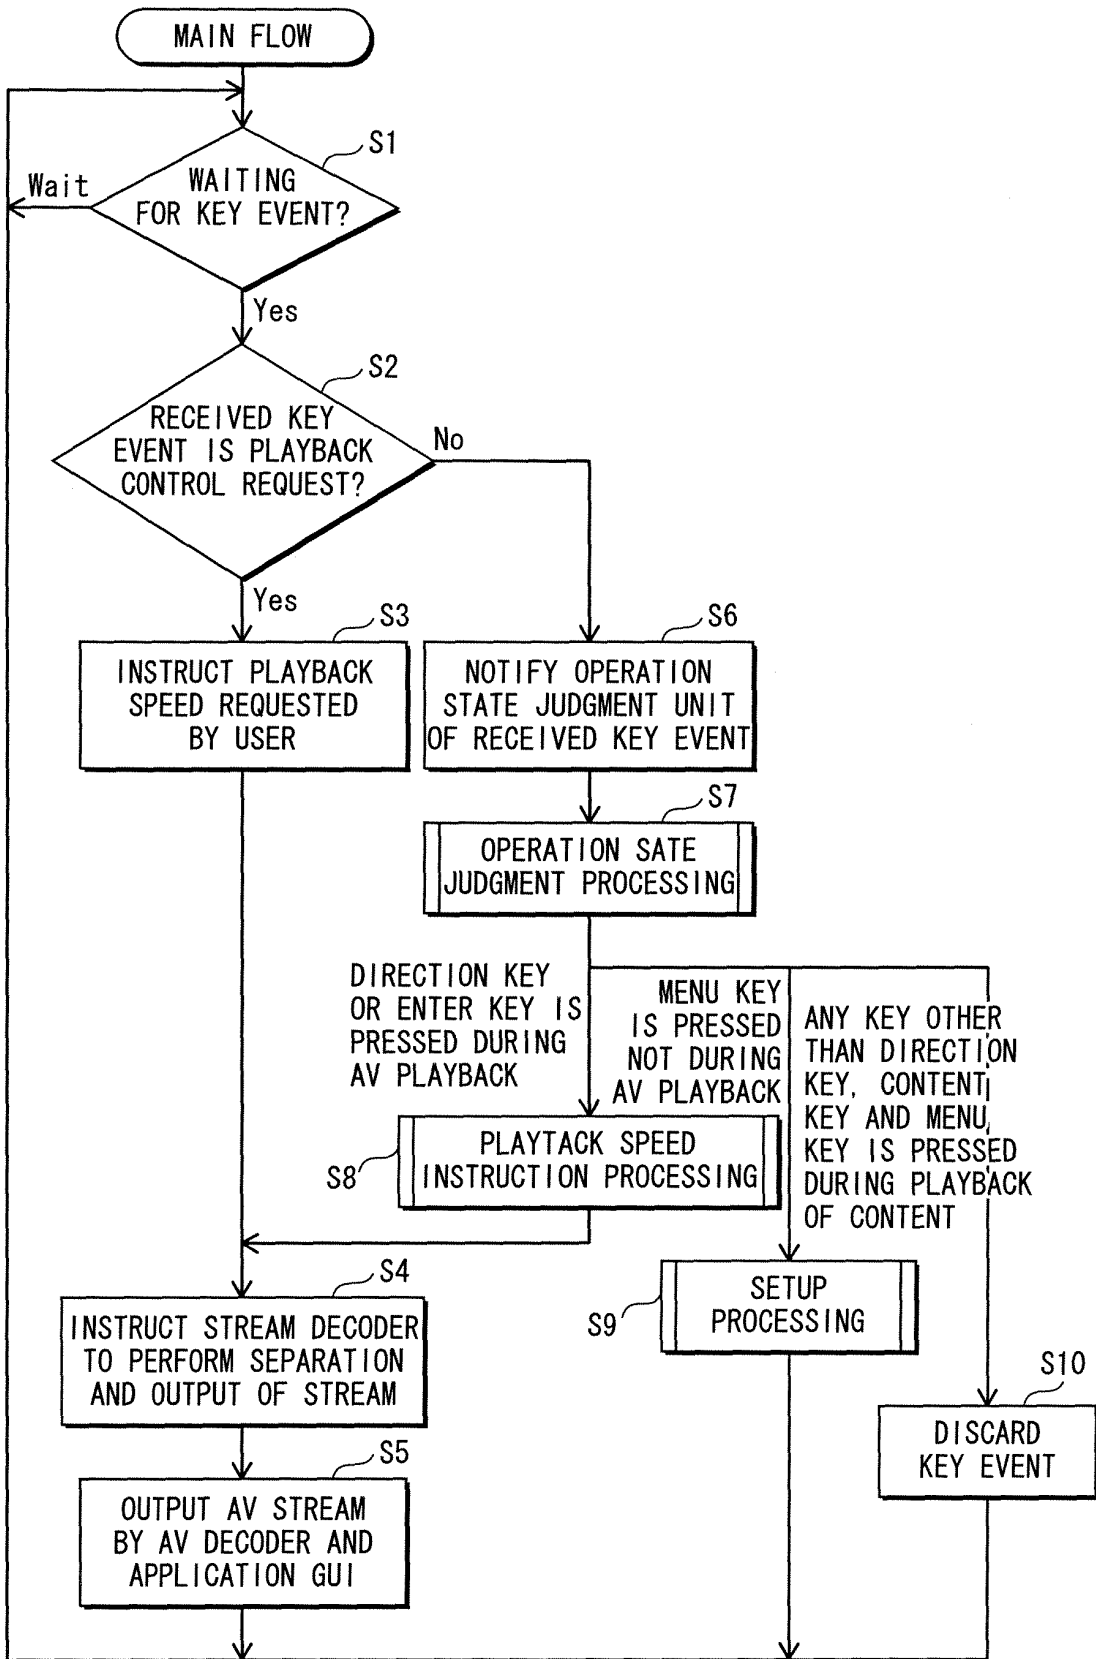 MAIN FLOW
S1
WAITING
FOR KEY EVENT?
Wait
Yes
S2
RECEIVED KEY
EVENT IS PLAYBACK
CONTROL REQUEST?
No
Yes
S3
INSTRUCT PLAYBACK
SPEED REQUESTED
BY USER
S6
NOTIFY OPERATION
STATE JUDGMENT UNIT
OF RECEIVED KEY EVENT
S7
OPERATION SATE
JUDGMENT PROCESSING
DIRECTION KEY
OR ENTER KEY IS
PRESSED DURING
AV PLAYBACK
MENU KEY
IS PRESSED
NOT DURING
AV PLAYBACK
ANY KEY OTHER
THAN DIRECTION
KEY, CONTENT
KEY AND MENU
KEY IS PRESSED
DURING PLAYBACK
OF CONTENT
S8
PLAYTACK SPEED
INSTRUCTION PROCESSING
S4
INSTRUCT STREAM DECODER
TO PERFORM SEPARATION
AND OUTPUT OF STREAM
S9
SETUP
PROCESSING
S10
DISCARD
KEY EVENT
S5
OUTPUT AV STREAM
BY AV DECODER AND
APPLICATION GUI